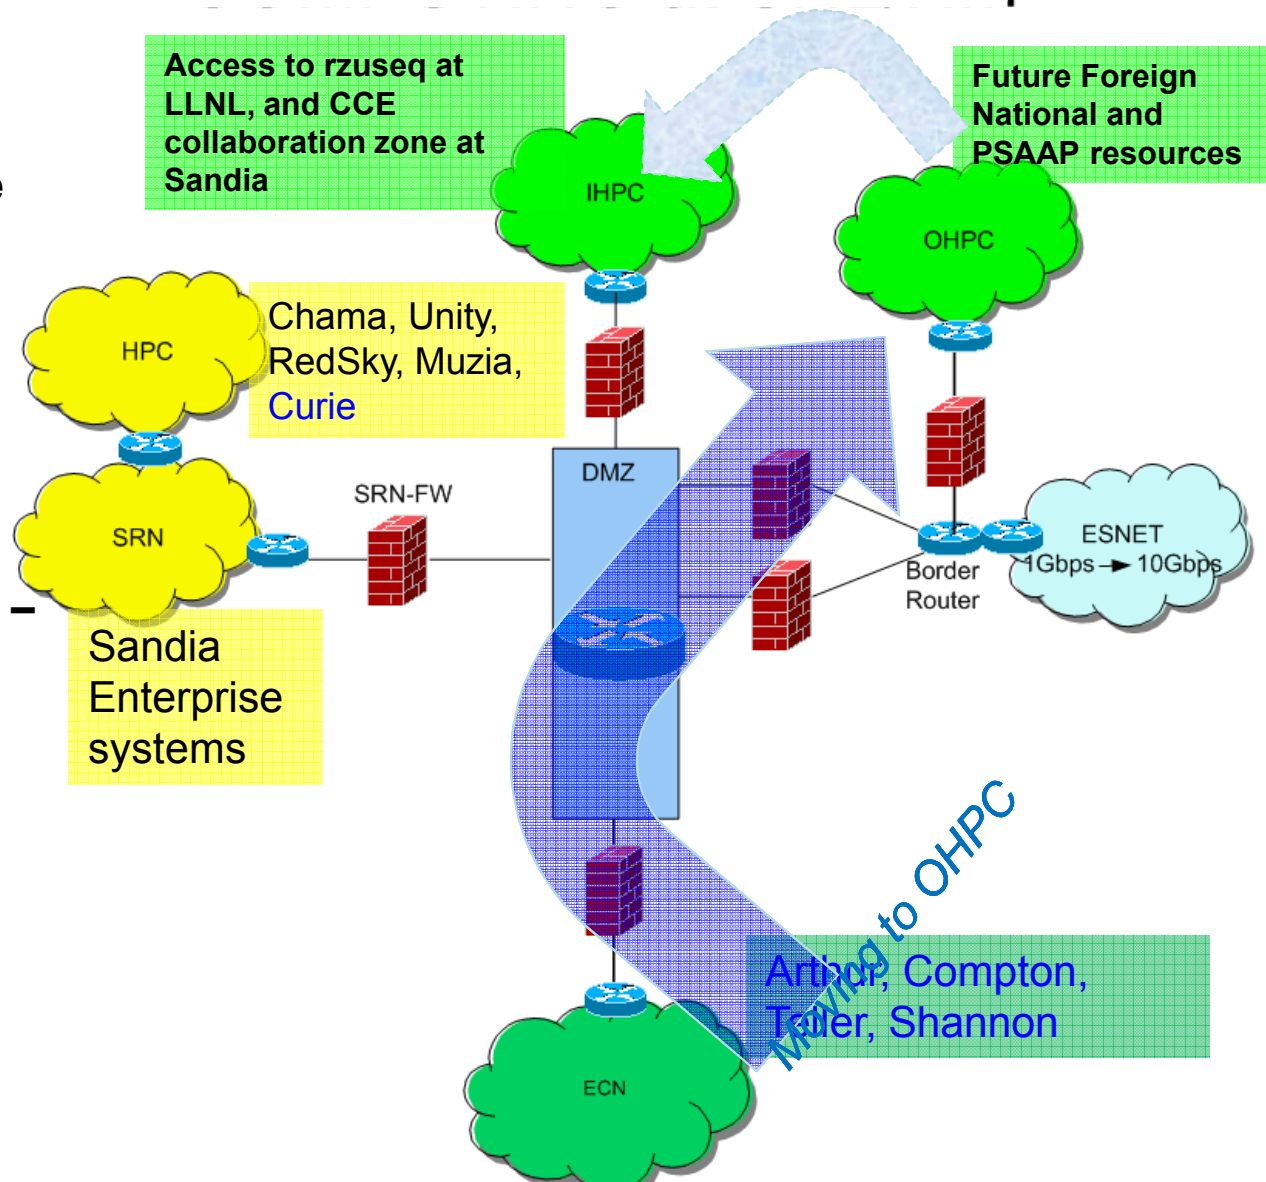 Access to rzuseq at
LLNL, and CCE
collaboration zone at
Sandia
Future Foreign
National and
PSAAP resources
IHPC
OHPC
HPC
Chama, Unity,
RedSky, Muzia,
Curie
DMZ
SRN-FW
SRN
ESNET
1Gbps → 10Gbps
Border
Router
Sandia
Enterprise
systems
Moving to OHPC
Arthur, Compton,
Shannon
ECN